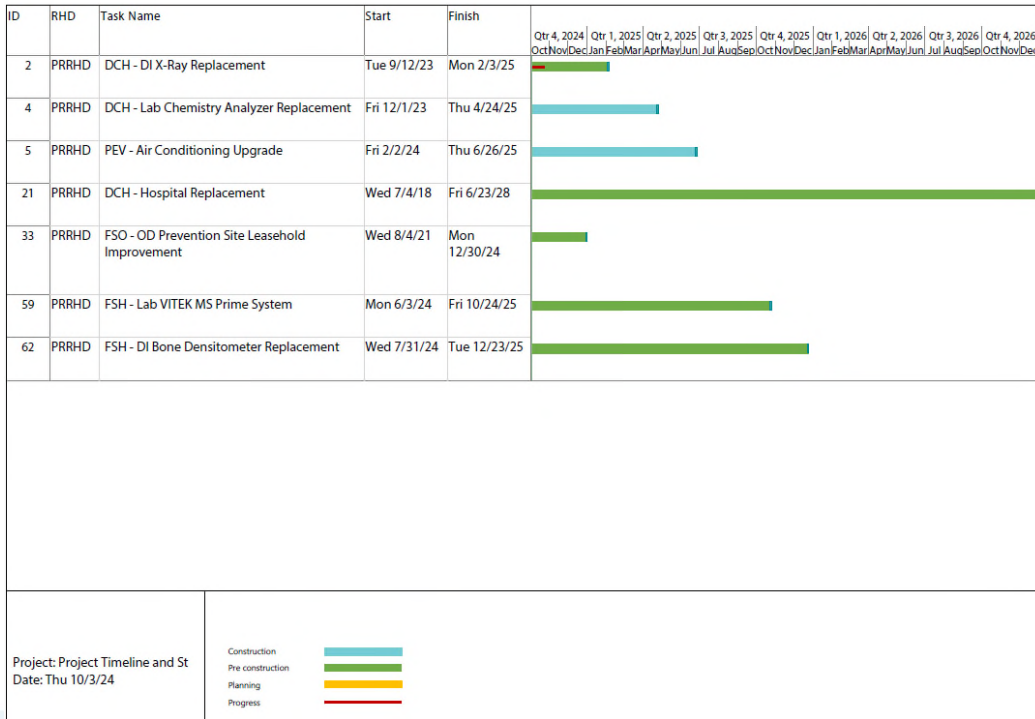 ID RHD Task Name Start Finish
Qtr 4, 2024 Qtr 1, 2025 Qtr 2, 2025 Qtr 3, 2025 Qtr 4, 2025 Qtr 1, 2026 Qtr 2, 2026 Qtr 3, 2026 Qtr 4, 2026
Oct Nov Dec Jan Feb Mar Apr May Jun Jul Aug Sep Oct Nov Dec Jan Feb Mar Apr May Jun Jul Aug Sep Oct Nov Dec
2 PRRHD DCH - DI X-Ray Replacement Tue 9/12/23 Mon 2/3/25
4 PRRHD DCH - Lab Chemistry Analyzer Replacement Fri 12/1/23 Thu 4/24/25
5 PRRHD PEV - Air Conditioning Upgrade Fri 2/2/24 Thu 6/26/25
21 PRRHD DCH - Hospital Replacement Wed 7/4/18 Fri 6/23/28
33 PRRHD FSO - OD Prevention Site Leasehold Wed 8/4/21 Mon
Improvement 12/30/24
59 PRRHD FSH - Lab VITEK MS Prime System Mon 6/3/24 Fri 10/24/25
62 PRRHD FSH - DI Bone Densitometer Replacement Wed 7/31/24 Tue 12/23/25
Project: Project Timeline and St
Date: Thu 10/3/24
Construction
Pre construction
Planning
Progress